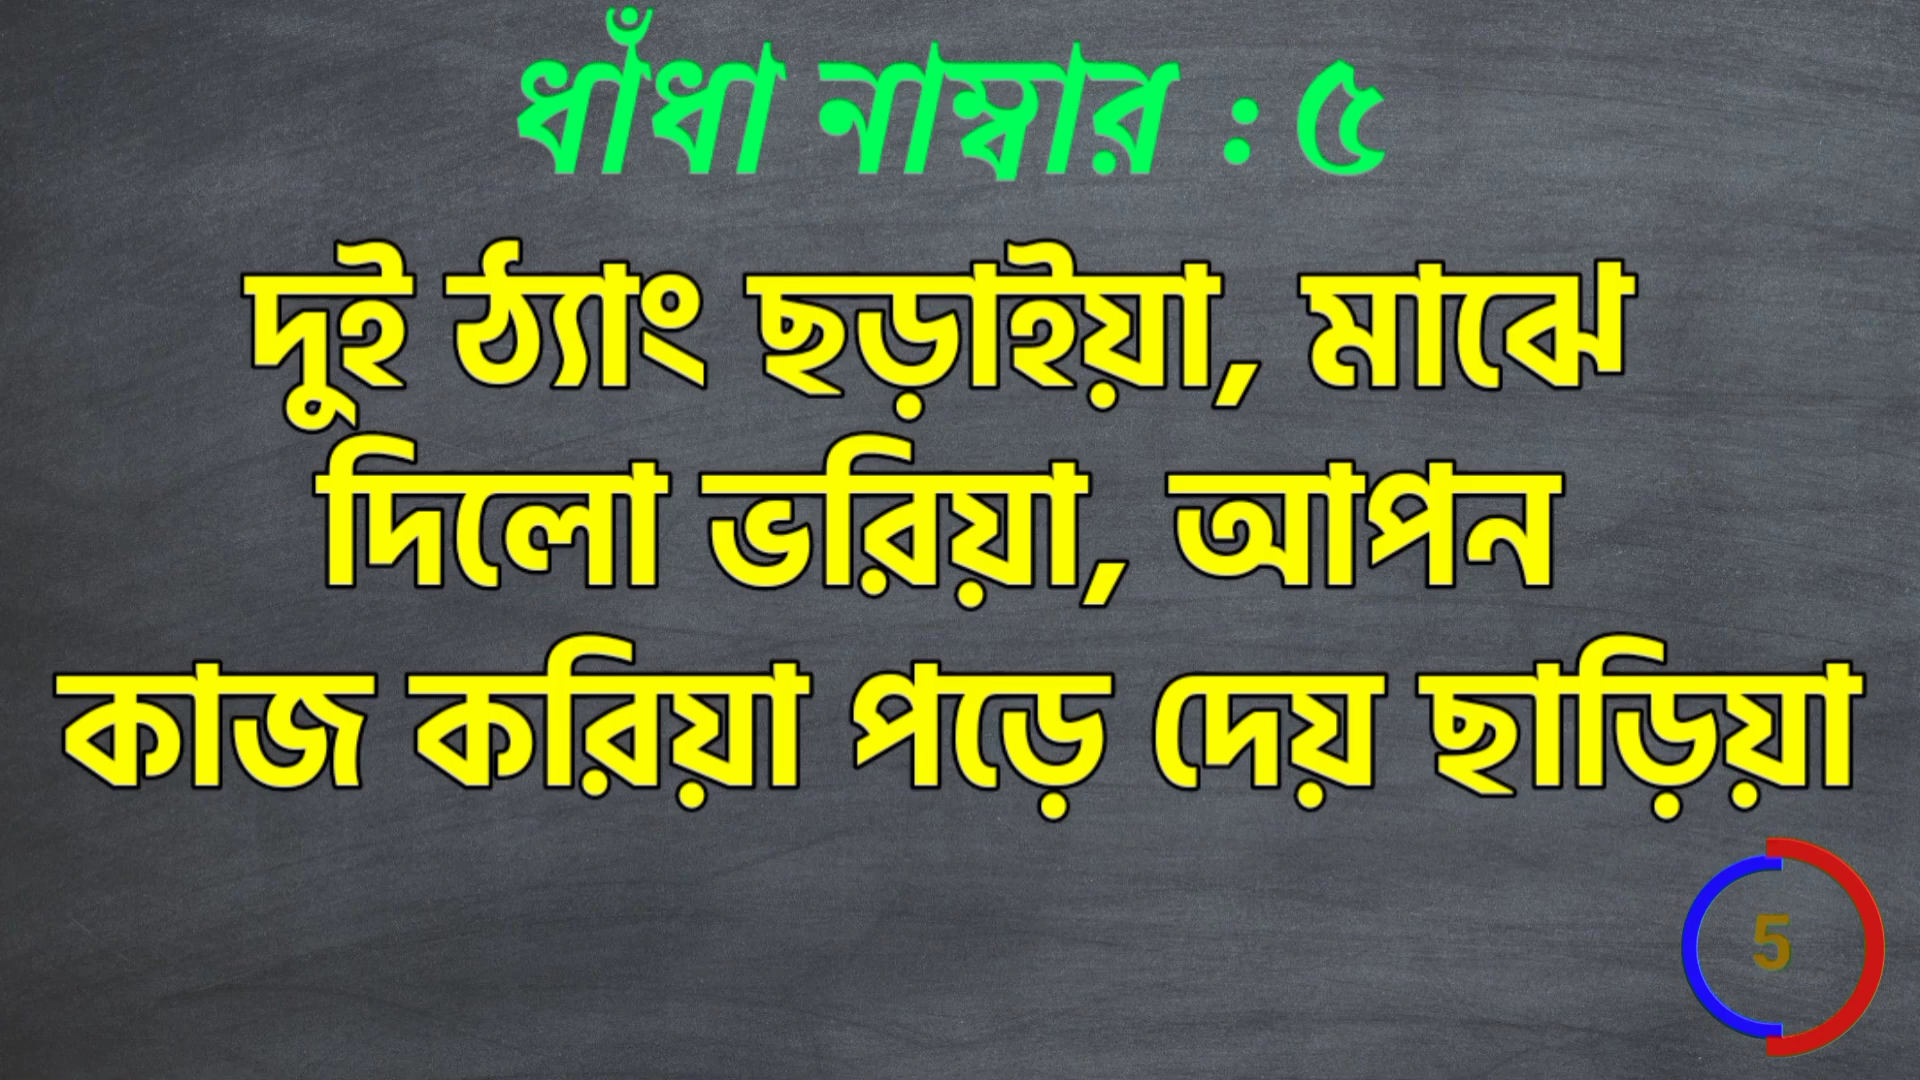 ধাঁধা নাম্বার : ৫
দুই ঠ্যাং ছড়াইয়া, মাঝে
দিলো ভরিয়া, আপন
কাজ করিয়া পড়ে দেয় ছাড়িয়া
5